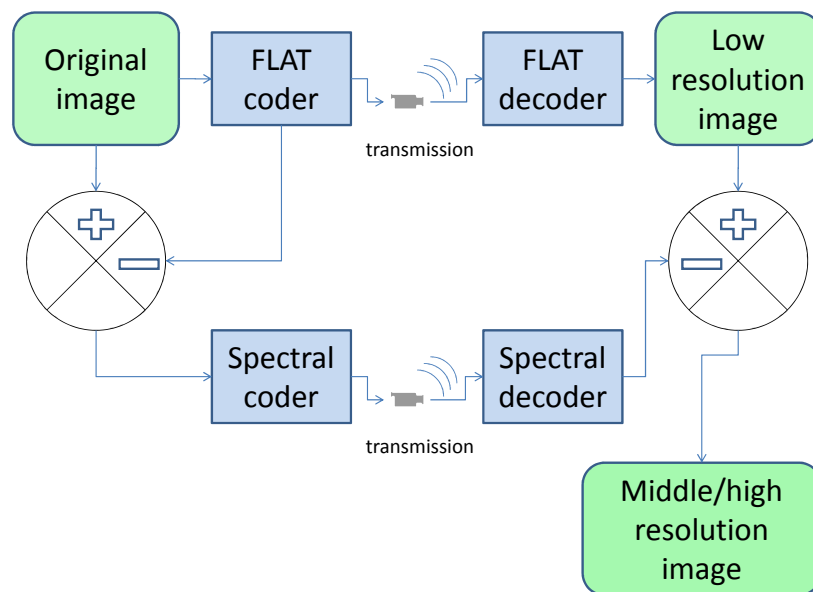 Original
image
FLAT
coder
transmission
FLAT
decoder
Low
resolution
image
Spectral
coder
transmission
Spectral
decoder
Middle/high
resolution
image